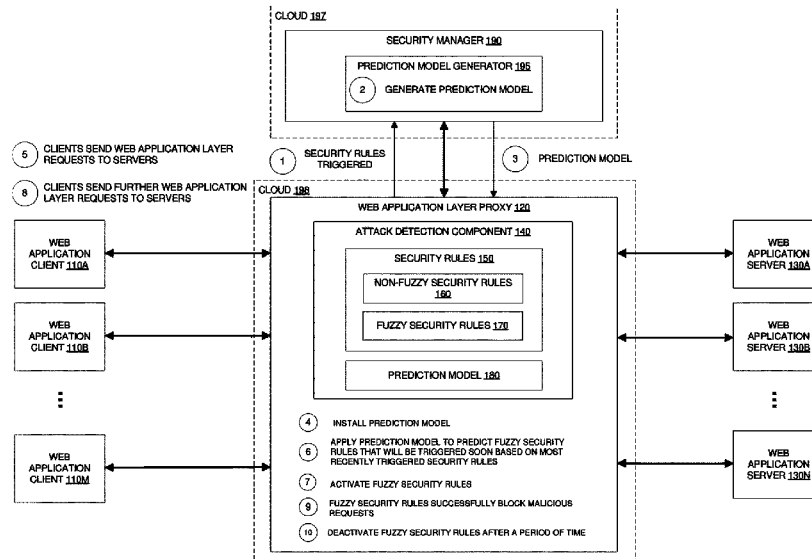 CLOUD 197
SECURITY MANAGER 190
PREDICTION MODEL GENERATOR 195
2 GENERATE PREDICTION MODEL
5 CLIENTS SEND WEB APPLICATION LAYER
REQUESTS TO SERVERS
8 CLIENTS SEND FURTHER WEB APPLICATION
LAYER REQUESTS TO SERVERS
1 SECURITY RULES
TRIGGERED
3 PREDICTION MODEL
CLOUD 198
WEB APPLICATION LAYER PROXY 120
ATTACK DETECTION COMPONENT 140
SECURITY RULES 150
NON-FUZZY SECURITY RULES
160
FUZZY SECURITY RULES 170
PREDICTION MODEL 180
WEB
APPLICATION
CLIENT 110A
WEB
APPLICATION
CLIENT 110B
WEB
APPLICATION
CLIENT 110M
WEB
APPLICATION
SERVER 130A
WEB
APPLICATION
SERVER 130B
WEB
APPLICATION
SERVER 130N
4 INSTALL PREDICTION MODEL
6 APPLY PREDICTION MODEL TO PREDICT FUZZY SECURITY
RULES THAT WILL BE TRIGGERED SOON BASED ON MOST
RECENTLY TRIGGERED SECURITY RULES
7 ACTIVATE FUZZY SECURITY RULES
9 FUZZY SECURITY RULES SUCCESSFULLY BLOCK MALICIOUS
REQUESTS
10 DEACTIVATE FUZZY SECURITY RULES AFTER A PERIOD OF TIME